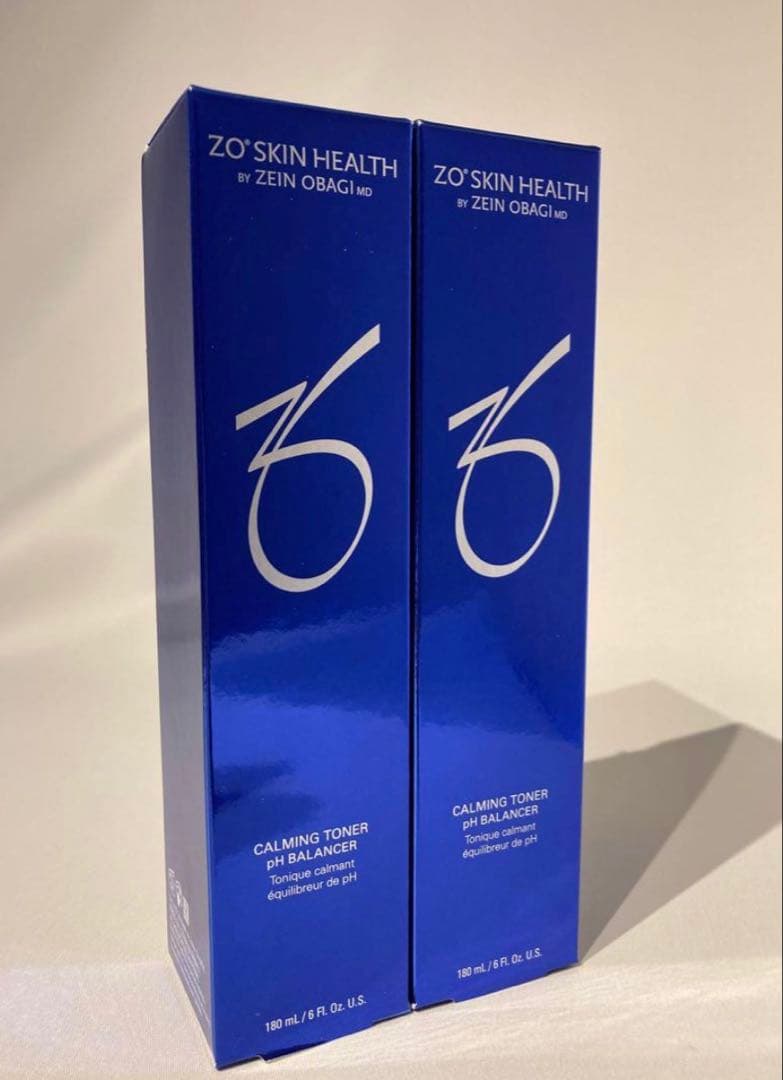 ZO® SKIN HEALTH
BY ZEIN OBAGI MD
CALMING TONER
pH BALANCER
Tonique calmant
équilibreur de pH
180 mL / 6 Fl. Oz. U.S.
ZO® SKIN HEALTH
BY ZEIN OBAGI MD
CALMING TONER
pH BALANCER
Tonique calmant
équilibreur de pH
180 mL / 6 Fl. Oz. U.S.